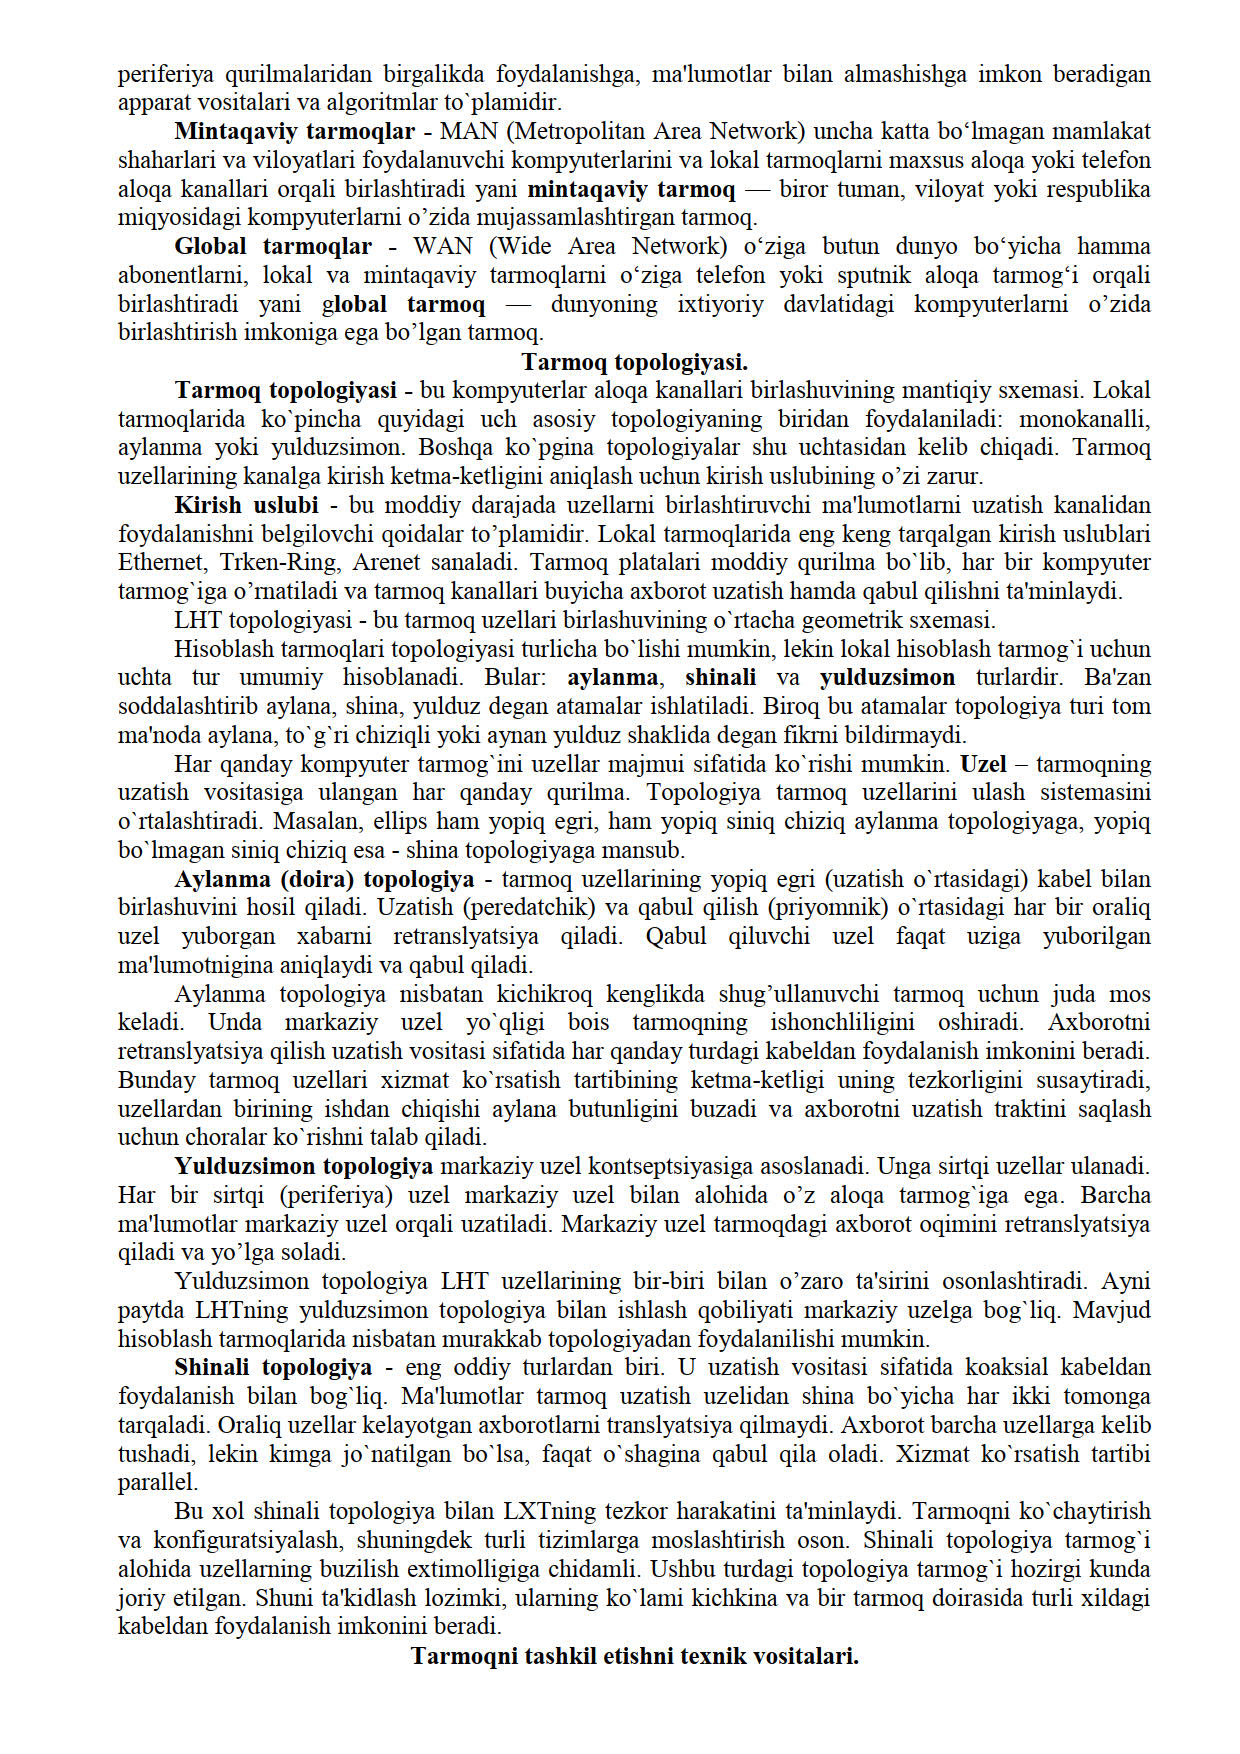 periferiya qurilmalaridan birgalikda foydalanishga, ma'lumotlar bilan almashishga imkon beradigan
apparat vositalari va algoritmlar to`plamidir.
Mintaqaviy tarmoqlar - MAN (Metropolitan Area Network) uncha katta bo‘lmagan mamlakat
shaharlari va viloyatlari foydalanuvchi kompyuterlarini va lokal tarmoqlarni maxsus aloqa yoki telefon
aloqa kanallari orqali birlashtiradi yani mintaqaviy tarmoq — biror tuman, viloyat yoki respublika
miqyosidagi kompyuterlarni o’zida mujassamlashtirgan tarmoq.
Global tarmoqlar - WAN (Wide Area Network) o‘ziga butun dunyo bo‘yicha hamma
abonentlarni, lokal va mintaqaviy tarmoqlarni o‘ziga telefon yoki sputnik aloqa tarmog‘i orqali
birlashtiradi yani global tarmoq — dunyoning ixtiyoriy davlatidagi kompyuterlarni o’zida
birlashtirish imkoniga ega bo’lgan tarmoq.
Tarmoq topologiyasi.
Tarmoq topologiyasi - bu kompyuterlar aloqa kanallari birlashuvining mantiqiy sxemasi. Lokal
tarmoqlarida ko`pincha quyidagi uch asosiy topologiyaning biridan foydalaniladi: monokanalli,
aylanma yoki yulduzsimon. Boshqa ko`pgina topologiyalar shu uchtasidan kelib chiqadi. Tarmoq
uzellarining kanalga kirish ketma-ketligini aniqlash uchun kirish uslubining o’zi zarur.
Kirish uslubi - bu moddiy darajada uzellarni birlashtiruvchi ma'lumotlarni uzatish kanalidan
foydalanishni belgilovchi qoidalar to’plamidir. Lokal tarmoqlarida eng keng tarqalgan kirish uslublari
Ethernet, Trken-Ring, Arenet sanaladi. Tarmoq platalari moddiy qurilma bo`lib, har bir kompyuter
tarmog`iga o’rnatiladi va tarmoq kanallari buyicha axborot uzatish hamda qabul qilishni ta'minlaydi.
LHT topologiyasi - bu tarmoq uzellari birlashuvining o`rtacha geometrik sxemasi.
Hisoblash tarmoqlari topologiyasi turlicha bo`lishi mumkin, lekin lokal hisoblash tarmog`i uchun
uchta tur umumiy hisoblanadi. Bular: aylanma, shinali va yulduzsimon turlardir. Ba'zan
soddalashtirib aylana, shina, yulduz degan atamalar ishlatiladi. Biroq bu atamalar topologiya turi tom
ma'noda aylana, to`g`ri chiziqli yoki aynan yulduz shaklida degan fikrni bildirmaydi.
Har qanday kompyuter tarmog`ini uzellar majmui sifatida ko`rishi mumkin. Uzel – tarmoqning
uzatish vositasiga ulangan har qanday qurilma. Topologiya tarmoq uzellarini ulash sistemasini
o`rtalashtiradi. Masalan, ellips ham yopiq egri, ham yopiq siniq chiziq aylanma topologiyaga, yopiq
bo`lmagan siniq chiziq esa - shina topologiyaga mansub.
Aylanma (doira) topologiya - tarmoq uzellarining yopiq egri (uzatish o`rtasidagi) kabel bilan
birlashuvini hosil qiladi. Uzatish (peredatchik) va qabul qilish (priyomnik) o`rtasidagi har bir oraliq
uzel yuborgan xabarni retranslyatsiya qiladi. Qabul qiluvchi uzel faqat uziga yuborilgan
ma'lumotnigina aniqlaydi va qabul qiladi.
Aylanma topologiya nisbatan kichikroq kenglikda shug’ullanuvchi tarmoq uchun juda mos
keladi. Unda markaziy uzel yo`qligi bois tarmoqning ishonchliligini oshiradi. Axborotni
retranslyatsiya qilish uzatish vositasi sifatida har qanday turdagi kabeldan foydalanish imkonini beradi.
Bunday tarmoq uzellari xizmat ko`rsatish tartibining ketma-ketligi uning tezkorligini susaytiradi,
uzellardan birining ishdan chiqishi aylana butunligini buzadi va axborotni uzatish traktini saqlash
uchun choralar ko`rishni talab qiladi.
Yulduzsimon topologiya markaziy uzel kontseptsiyasiga asoslanadi. Unga sirtqi uzellar ulanadi.
Har bir sirtqi (periferiya) uzel markaziy uzel bilan alohida o’z aloqa tarmog`iga ega. Barcha
ma'lumotlar markaziy uzel orqali uzatiladi. Markaziy uzel tarmoqdagi axborot oqimini retranslyatsiya
qiladi va yo’lga soladi.
Yulduzsimon topologiya LHT uzellarining bir-biri bilan o’zaro ta'sirini osonlashtiradi. Ayni
paytda LHTning yulduzsimon topologiya bilan ishlash qobiliyati markaziy uzelga bog`liq. Mavjud
hisoblash tarmoqlarida nisbatan murakkab topologiyadan foydalanilishi mumkin.
Shinali topologiya - eng oddiy turlardan biri. U uzatish vositasi sifatida koaksial kabeldan
foydalanish bilan bog`liq. Ma'lumotlar tarmoq uzatish uzelidan shina bo`yicha har ikki tomonga
tarqaladi. Oraliq uzellar kelayotgan axborotlarni translyatsiya qilmaydi. Axborot barcha uzellarga kelib
tushadi, lekin kimga jo`natilgan bo`lsa, faqat o`shagina qabul qila oladi. Xizmat ko`rsatish tartibi
parallel.
Bu xol shinali topologiya bilan LXTning tezkor harakatini ta'minlaydi. Tarmoqni ko`chaytirish
va konfiguratsiyalash, shuningdek turli tizimlarga moslashtirish oson. Shinali topologiya tarmog`i
alohida uzellarning buzilish extimolligiga chidamli. Ushbu turdagi topologiya tarmog`i hozirgi kunda
joriy etilgan. Shuni ta'kidlash lozimki, ularning ko`lami kichkina va bir tarmoq doirasida turli xildagi
kabeldan foydalanish imkonini beradi.
Tarmoqni tashkil etishni texnik vositalari.